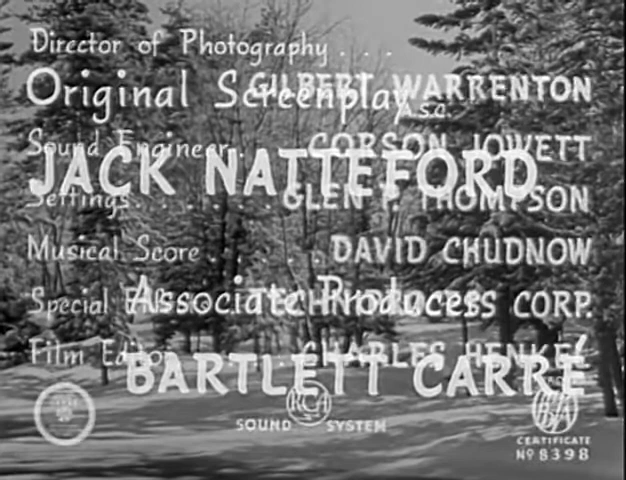 Director of Photography . . . .
GILBERT WARRENTON
Original Screenplay
A.S.C.
Sound Engineer . . CORSON JOWETT
JACK NATTEFORD
Settings. . . . . . . GLEN P. THOMPSON
Musical Score . . . . . . DAVID CHUDNOW
Special CORP.
Associate Producer
Film Editor . . . . CHARLES HENKEL
BARTLETT CARRÉ
RCA
SOUND SYSTEM
CERTIFICATE
Nº 8398